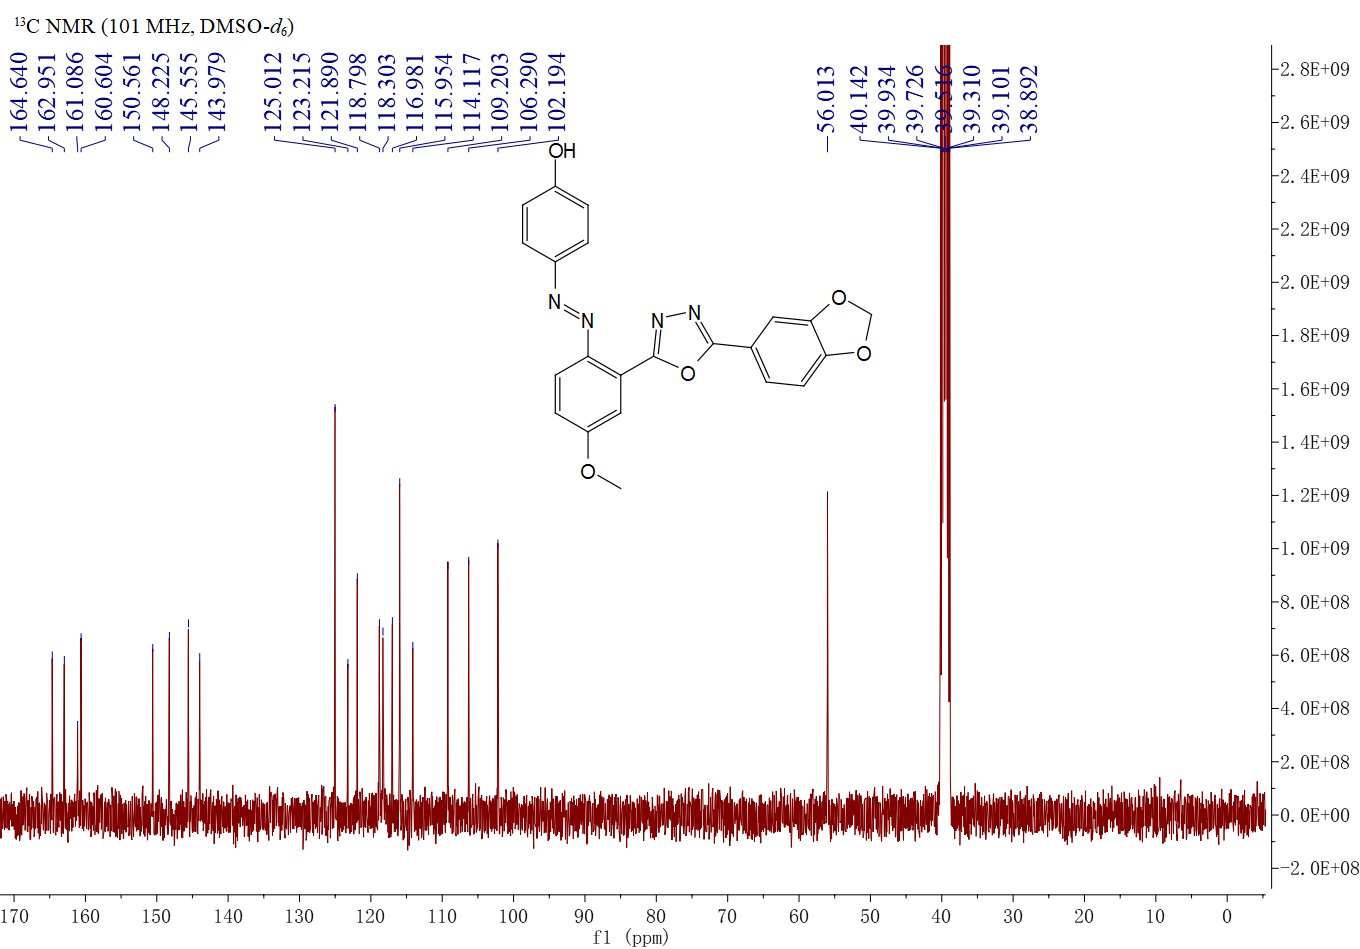 13C NMR (101 MHz, DMSO-d6)
164.640
162.951
161.086
160.604
150.561
148.225
145.555
143.979
125.012
123.215
121.890
118.798
118.303
116.981
115.954
114.117
109.203
106.290
102.194
56.013
40.142
39.934
39.726
39.516
39.310
39.101
38.892
OH
N
N
N
N
O
O
O
O
2.8E+09
2.6E+09
2.4E+09
2.2E+09
2.0E+09
1.8E+09
1.6E+09
1.4E+09
1.2E+09
1.0E+09
8.0E+08
6.0E+08
4.0E+08
2.0E+08
0.0E+00
-2.0E+08
170 160 150 140 130 120 110 100 90 80 70 60 50 40 30 20 10 0
f1 (ppm)